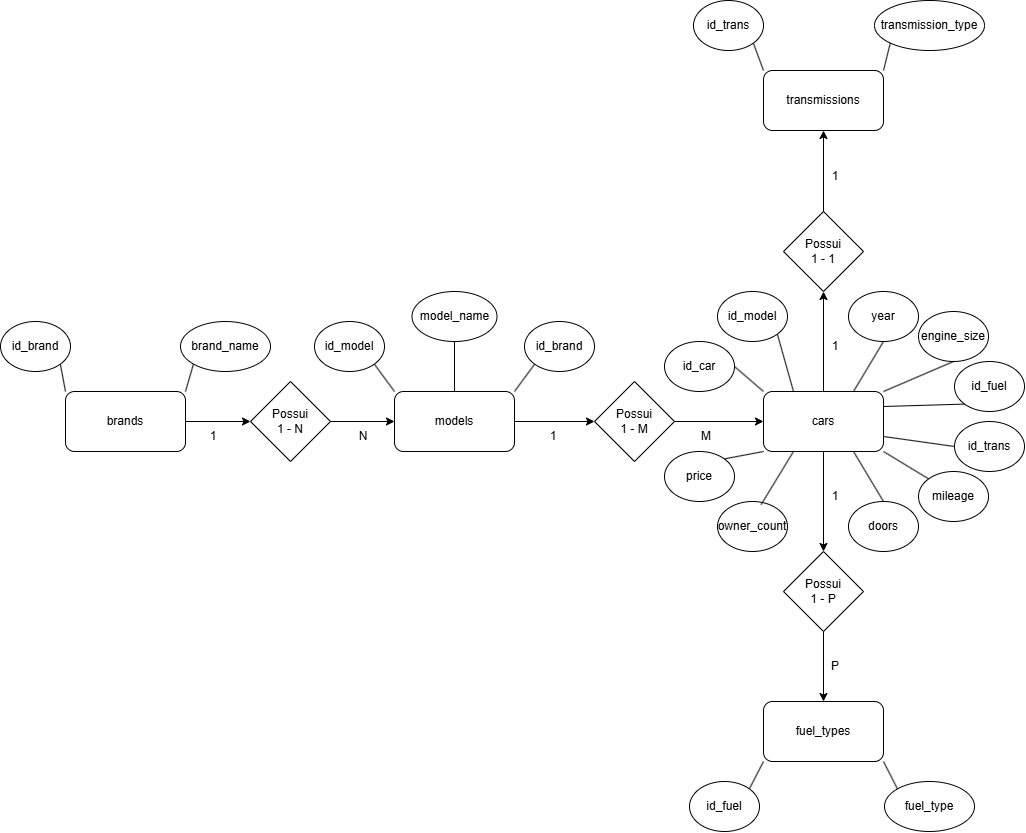 id_trans
transmission_type
transmissions
1
Possui
1 - 1
1
id_model
year
engine_size
id_car
id_fuel
id_trans
mileage
doors
owner_count
price
cars
id_brand
brand_name
brands
1
Possui
1 - N
N
id_model
model_name
id_brand
models
1
Possui
1 - M
M
1
Possui
1 - P
P
fuel_types
id_fuel
fuel_type